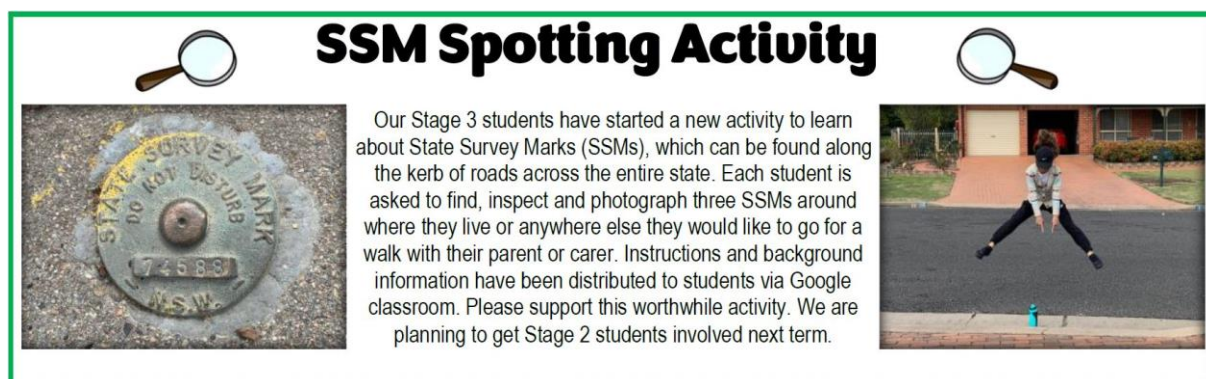 SSM Spotting Activity
Our Stage 3 students have started a new activity to learn
about State Survey Marks (SSMs), which can be found along
the kerb of roads across the entire state. Each student is
asked to find, inspect and photograph three SSMs around
where they live or anywhere else they would like to go for a
walk with their parent or carer. Instructions and background
information have been distributed to students via Google
classroom. Please support this worthwhile activity. We are
planning to get Stage 2 students involved next term.
STATE SURVEY MARK
DO NOT DISTURB
74688
N.S.W.